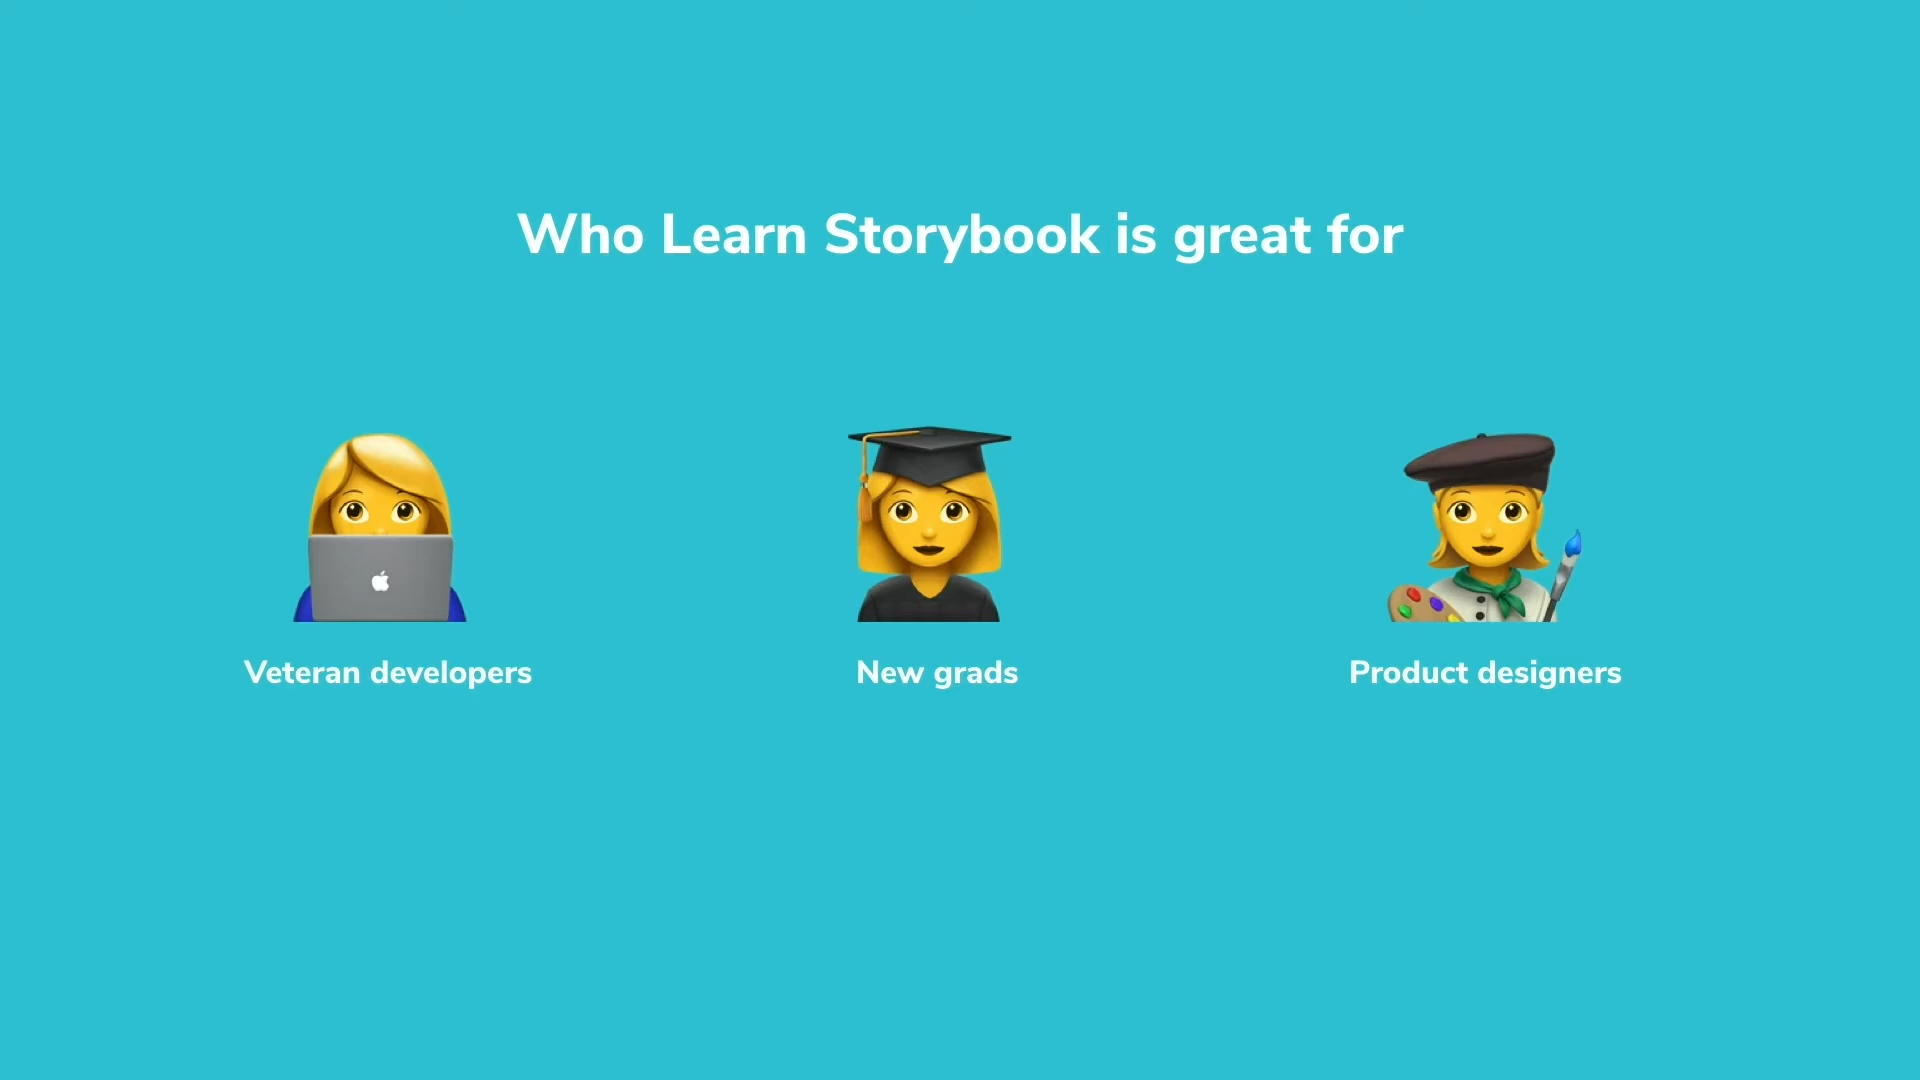 Who Learn Storybook is great for
Veteran developers
New grads
Product designers